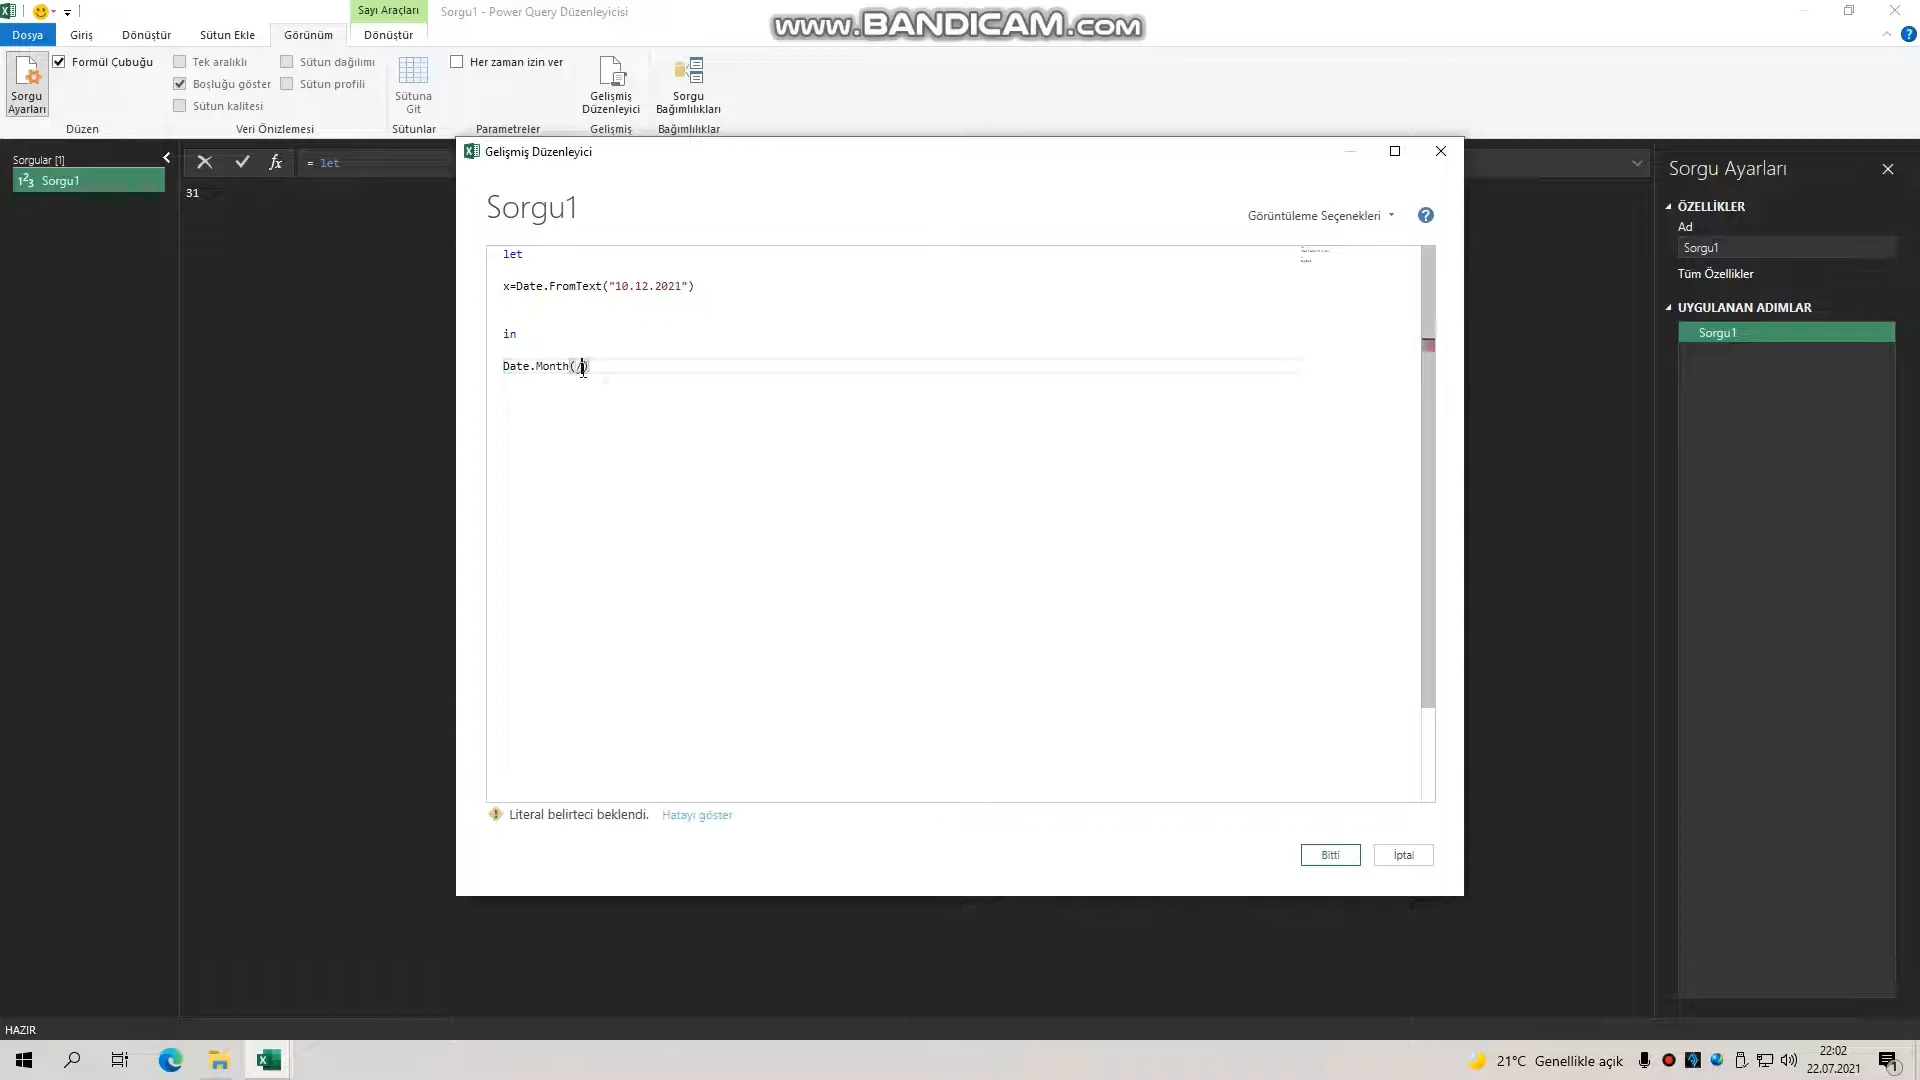 Sayı Araçları
Sorgu1 - Power Query Düzenleyicisi
www.BANDICAM.com
Dosya
Giriş
Dönüştür
Sütun Ekle
Görünüm
Dönüştür
Sorgu
Ayarları
Formül Çubuğu
Düzen
Tek aralıklı
Boşluğu göster
Sütun kalitesi
Sütun dağılımı
Sütun profili
Veri Önizlemesi
Sütuna
Git
Sütunlar
Her zaman izin ver
Parametreler
Gelişmiş
Düzenleyici
Gelişmiş
Sorgu
Bağımlılıkları
Bağımlılıklar
Sorgular [1]
Sorgu1
fx
= let
31
Gelişmiş Düzenleyici
Sorgu1
Görüntüleme Seçenekleri
let
x=Date.FromText("10.12.2021")
in
Date.Month()
Literal belirteci beklendi. Hatayı göster
Bitti
İptal
Sorgu Ayarları
ÖZELLİKLER
Ad
Sorgu1
Tüm Özellikler
UYGULANAN ADIMLAR
Sorgu1
HAZIR
21°C Genellikle açık
22:02
22.07.2021
1